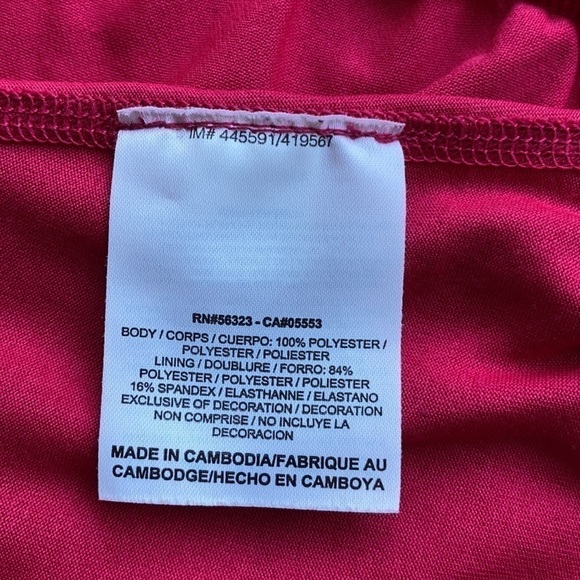 IM# 445591/419567
RN#56323 - CA#05553
BODY / CORPS / CUERPO: 100% POLYESTER /
POLYESTER / POLIESTER
LINING / DOUBLURE / FORRO: 84%
POLYESTER / POLYESTER / POLIESTER
16% SPANDEX / ELASTHANNE / ELASTANO
EXCLUSIVE OF DECORATION / DECORATION
NON COMPRISE / NO INCLUYE LA
DECORACION
MADE IN CAMBODIA/FABRIQUE AU
CAMBODGE/HECHO EN CAMBOYA